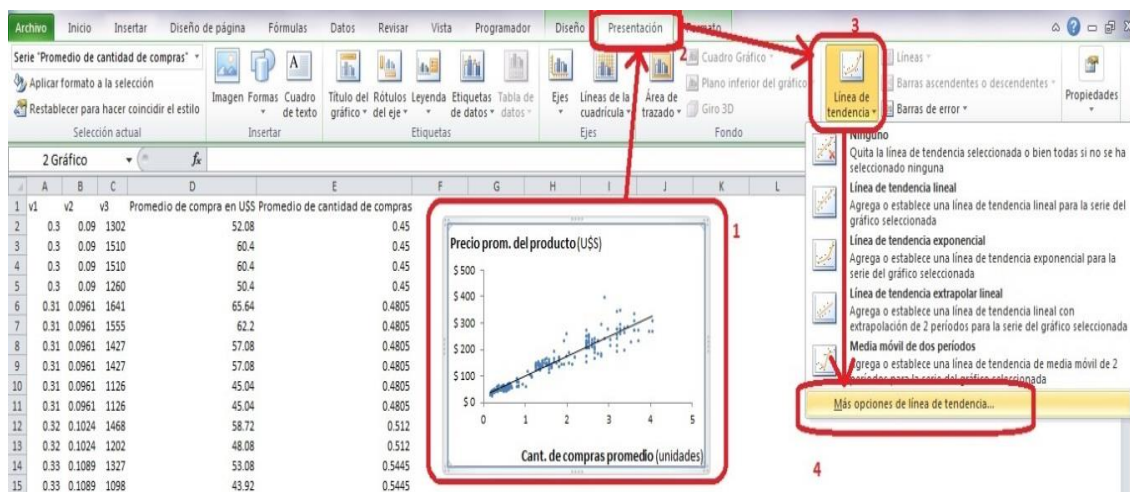 Archivo Inicio Insertar Diseño de página Fórmulas Datos Revisar Vista Programador Diseño Presentación Formato 3
Serie "Promedio de cantidad de compras"
Aplicar formato a la selección
Restablecer para hacer coincidir el estilo
Selección actual
Imagen Formas Cuadro de texto
Insertar
Título del gráfico Rótulos del eje Leyenda Etiquetas de datos Tabla de datos
Etiquetas
Ejes Líneas de la cuadrícula
Ejes
2
Área de trazado Cuadro Gráfico
Plano inferior del gráfico
Giro 3D
Fondo
Línea de tendencia
Líneas
Barras ascendentes o descendentes
Barras de error
Propiedades
2 Gráfico fx
A B C D E F G H I J K L
1 v1 v2 v3 Promedio de compra en U$S Promedio de cantidad de compras
2 0.3 0.09 1302 52.08 0.45
3 0.3 0.09 1510 60.4 0.45
4 0.3 0.09 1510 60.4 0.45
5 0.3 0.09 1260 50.4 0.45
6 0.31 0.0961 1641 65.64 0.4805
7 0.31 0.0961 1555 62.2 0.4805
8 0.31 0.0961 1427 57.08 0.4805
9 0.31 0.0961 1427 57.08 0.4805
10 0.31 0.0961 1126 45.04 0.4805
11 0.31 0.0961 1126 45.04 0.4805
12 0.32 0.1024 1468 58.72 0.512
13 0.32 0.1024 1202 48.08 0.512
14 0.33 0.1089 1327 53.08 0.5445
15 0.33 0.1089 1098 43.92 0.5445
1
Precio prom. del producto (U$S)
$ 500
$ 400
$ 300
$ 200
$ 100
$ 0
0 1 2 3 4 5
Cant. de compras promedio (unidades)
Ninguno
Quita la línea de tendencia seleccionada o bien todas si no se ha
seleccionado ninguna
Línea de tendencia lineal
Agrega o establece una línea de tendencia lineal para la serie del
gráfico seleccionada
Línea de tendencia exponencial
Agrega o establece una línea de tendencia exponencial para la
serie del gráfico seleccionada
Línea de tendencia extrapolar lineal
Agrega o establece una línea de tendencia lineal con
extrapolación de 2 períodos para la serie del gráfico seleccionada
Media móvil de dos períodos
Agrega o establece una línea de tendencia de media móvil de 2
períodos para la serie del gráfico seleccionada
Más opciones de línea de tendencia...
4